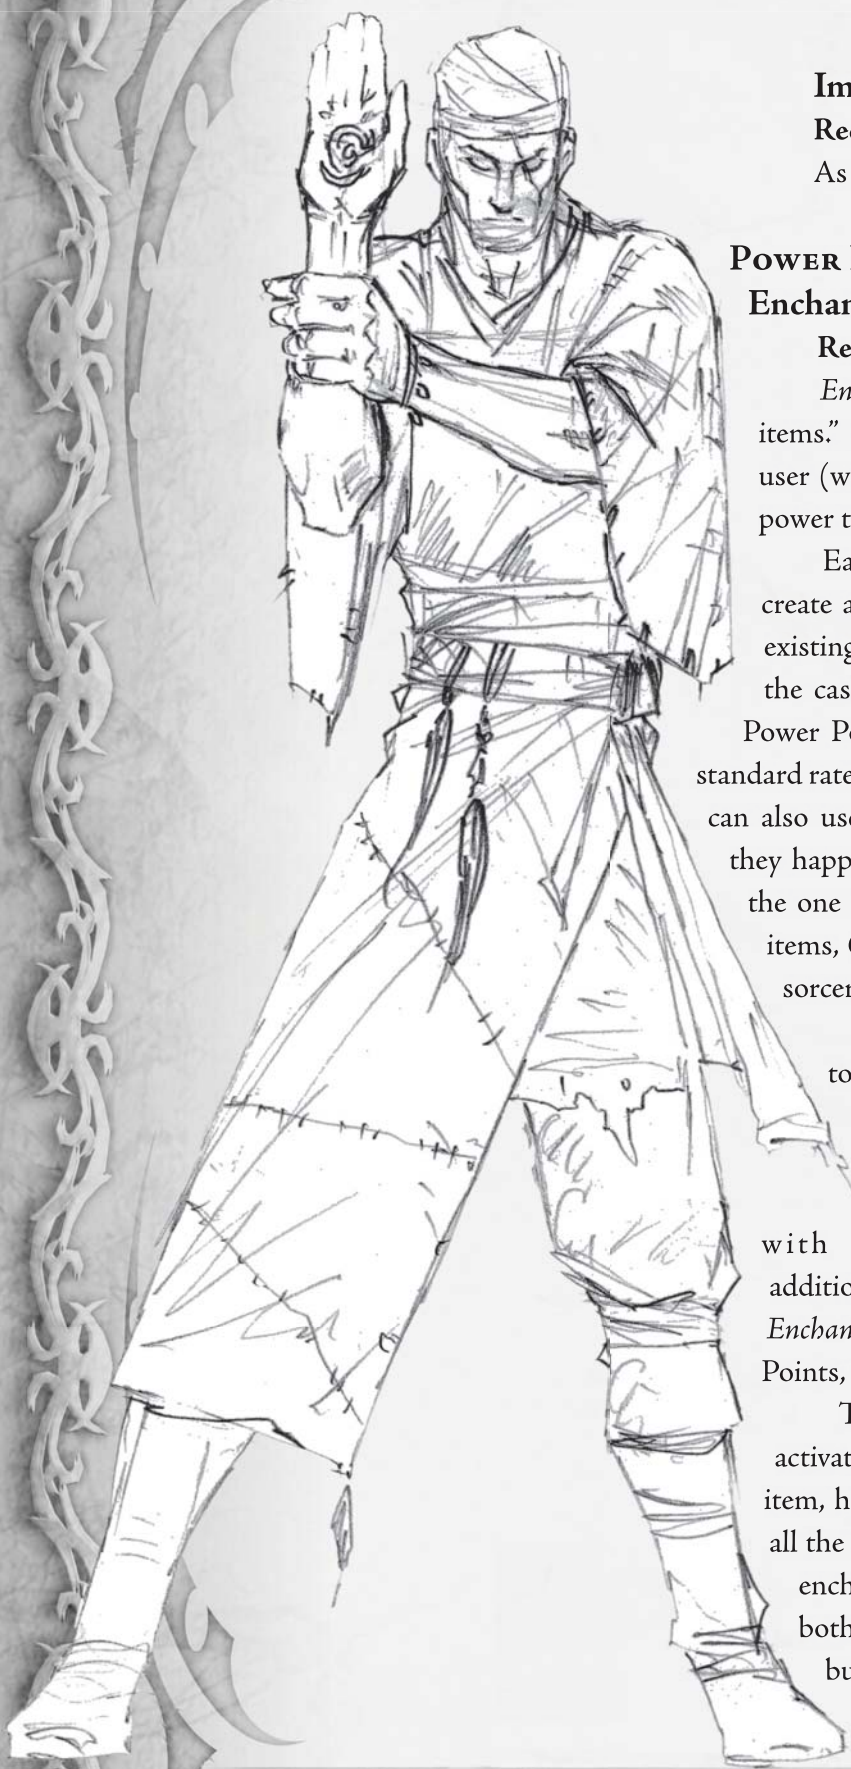 Im
Re
As
POWER
Enchan
Re
En
items.”
user (w
power t
Ea
create a
existing
the cas
Power Po
standard rate
can also us
they happ
the one
items,
sorcer
to
with
additio
Enchan
Points,
T
activat
item, h
all the
ench
both
bu